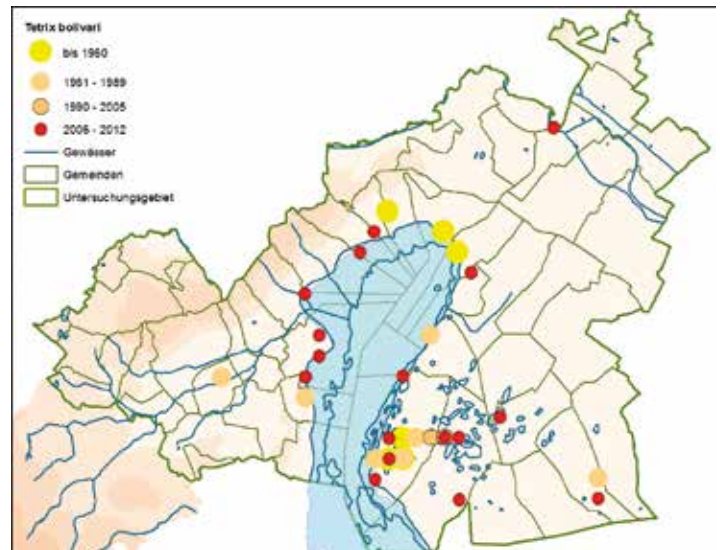 Tetrix bolivari
bis 1960
1961 - 1989
1990 - 2005
2006 - 2012
Gewässer
Gemeinden
Untersuchungsgebiet